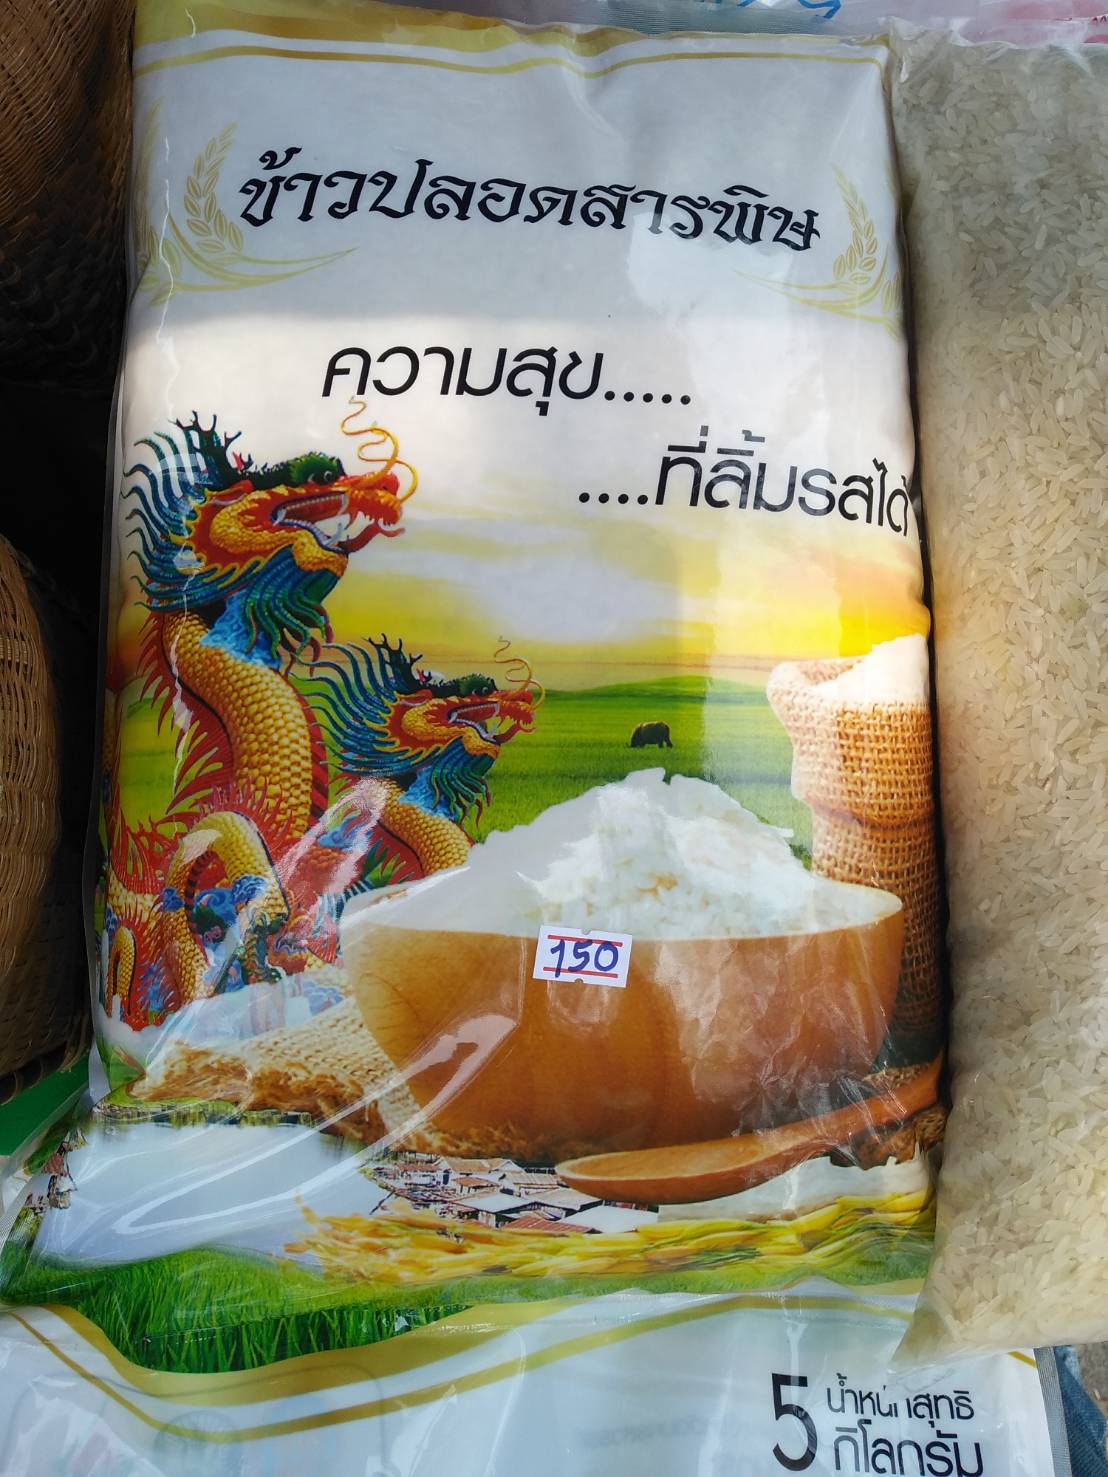 ข้าวปลอดสารพิษ
ความสุข.....
....ที่ลิ้มรสได้
150
5 น้ำหนักสุทธิ
กิโลกรัม